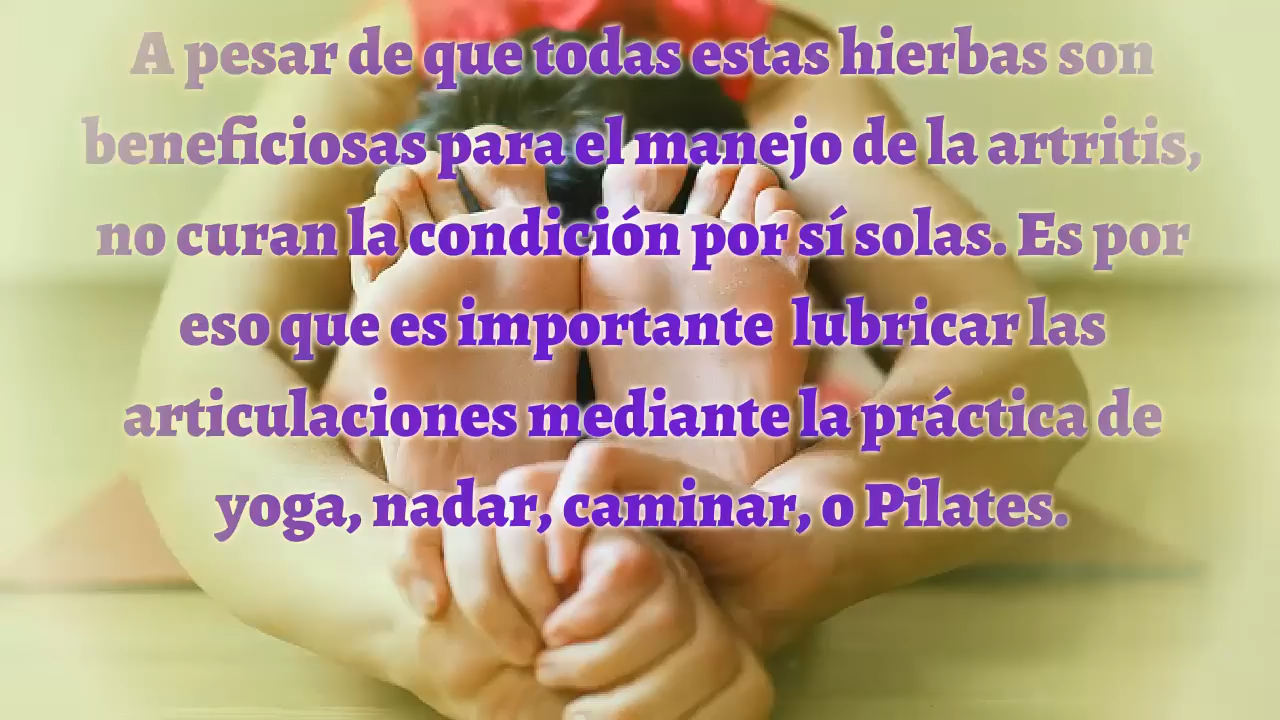 A pesar de que todas estas hierbas son
beneficiosas para el manejo de la artritis,
no curan la condición por sí solas. Es por
eso que es importante lubricar las
articulaciones mediante la práctica de
yoga, nadar, caminar, o Pilates.